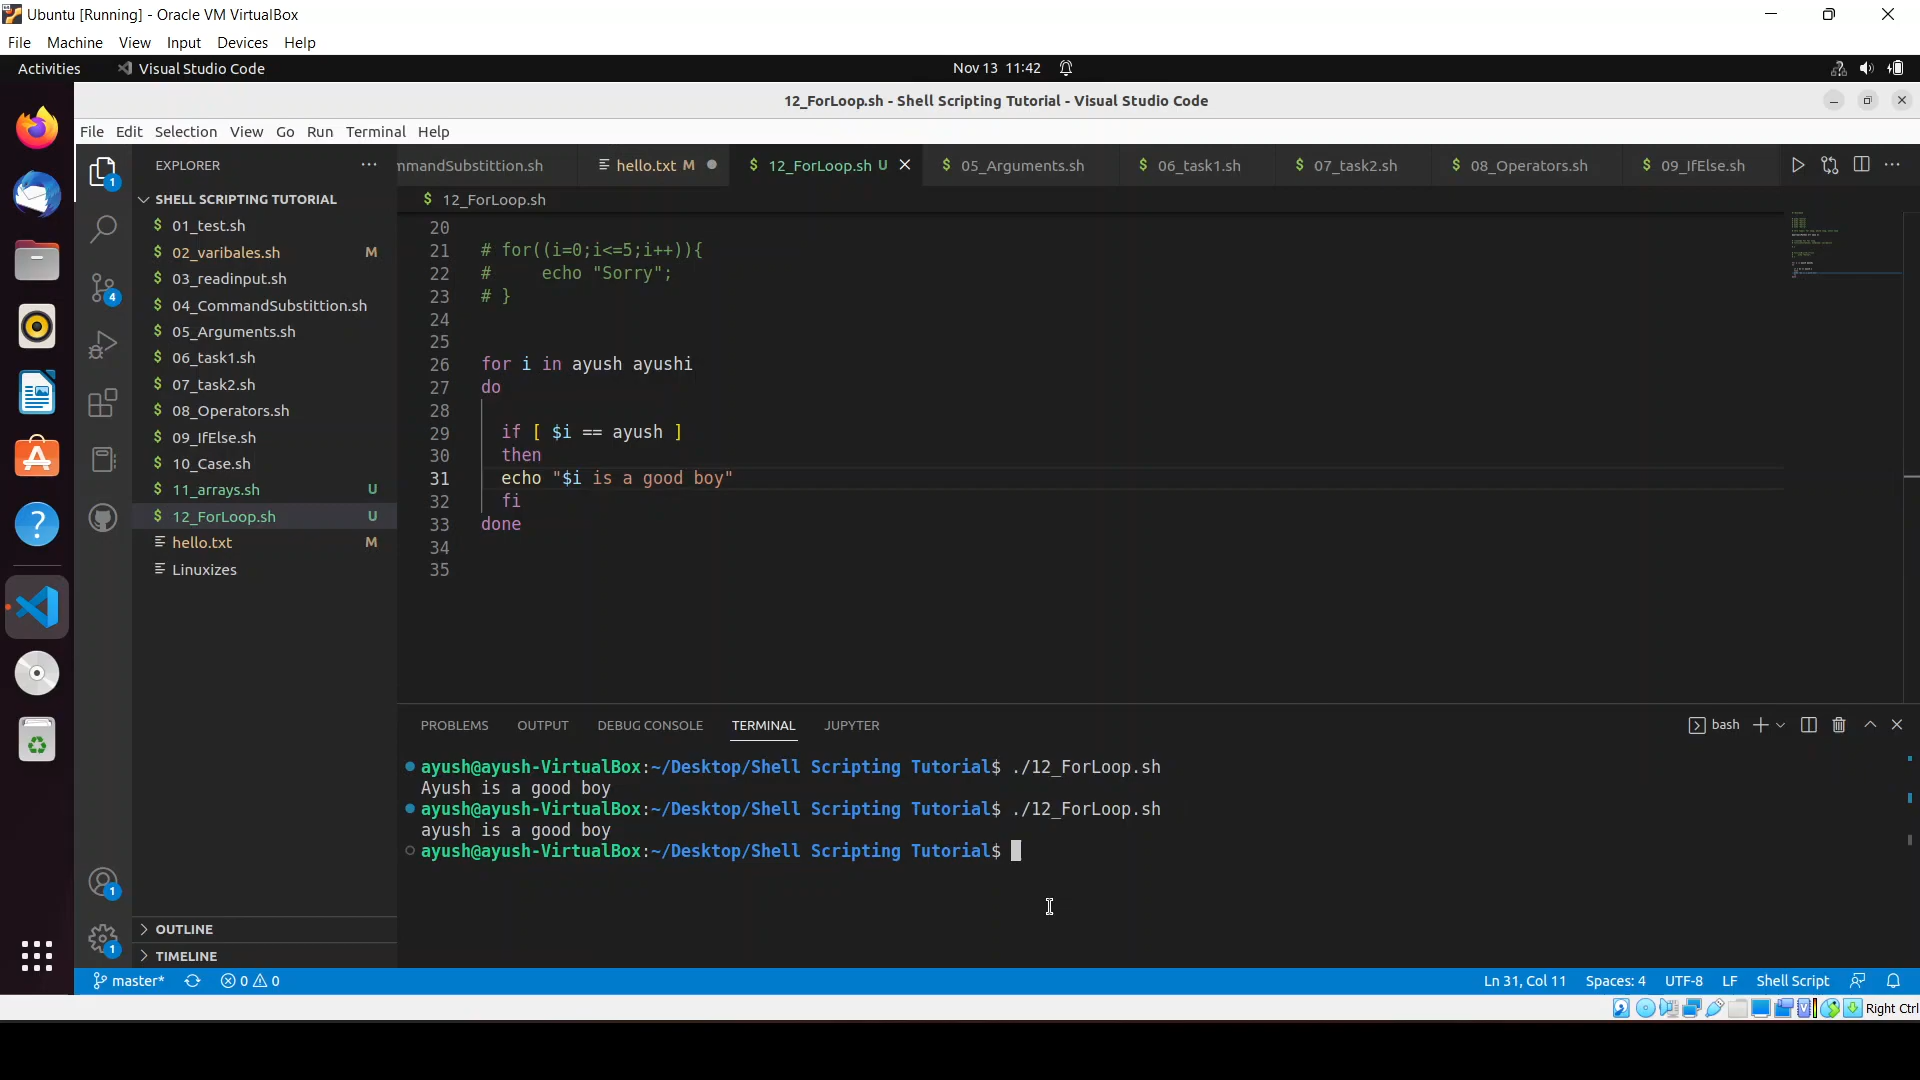 Ubuntu [Running] - Oracle VM VirtualBox
File Machine View Input Devices Help
Activities Visual Studio Code Nov 13 11:42
12_ForLoop.sh - Shell Scripting Tutorial - Visual Studio Code
File Edit Selection View Go Run Terminal Help
EXPLORER
mmandSubstittion.sh hello.txt M 12_ForLoop.sh U 05_Arguments.sh 06_task1.sh 07_task2.sh 08_Operators.sh 09_IfElse.sh
SHELL SCRIPTING TUTORIAL
$ 01_test.sh
$ 02_varibales.sh M
$ 03_readinput.sh
$ 04_CommandSubstittion.sh
$ 05_Arguments.sh
$ 06_task1.sh
$ 07_task2.sh
$ 08_Operators.sh
$ 09_IfElse.sh
$ 10_Case.sh
$ 11_arrays.sh U
$ 12_ForLoop.sh U
hello.txt M
Linuxizes
OUTLINE
TIMELINE
$ 12_ForLoop.sh
20
21 # for((i=0;i<=5;i++)){
22 #     echo "Sorry";
23 # }
24
25
26 for i in ayush ayushi
27 do
28
29   if [ $i == ayush ]
30   then
31   echo "$i is a good boy"
32   fi
33 done
34
35
PROBLEMS OUTPUT DEBUG CONSOLE TERMINAL JUPYTER bash
ayush@ayush-VirtualBox:~/Desktop/Shell Scripting Tutorial$ ./12_ForLoop.sh
Ayush is a good boy
ayush@ayush-VirtualBox:~/Desktop/Shell Scripting Tutorial$ ./12_ForLoop.sh
ayush is a good boy
ayush@ayush-VirtualBox:~/Desktop/Shell Scripting Tutorial$
master* 0 0 Ln 31, Col 11 Spaces: 4 UTF-8 LF Shell Script
Right Ctrl